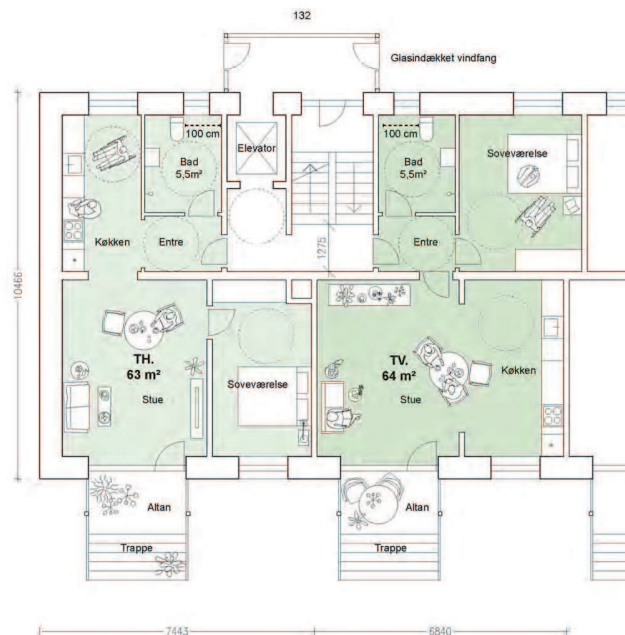 132
Glasindækket vindfang
100 cm
Bad
5,5m²
Elevator
100 cm
Bad
5,5m²
Soveværelse
Køkken
Entre
1275
Entre
10466
TH.
63 m²
Stue
Soveværelse
TV.
64 m²
Stue
Køkken
Altan
Trappe
Altan
Trappe
7443
6840